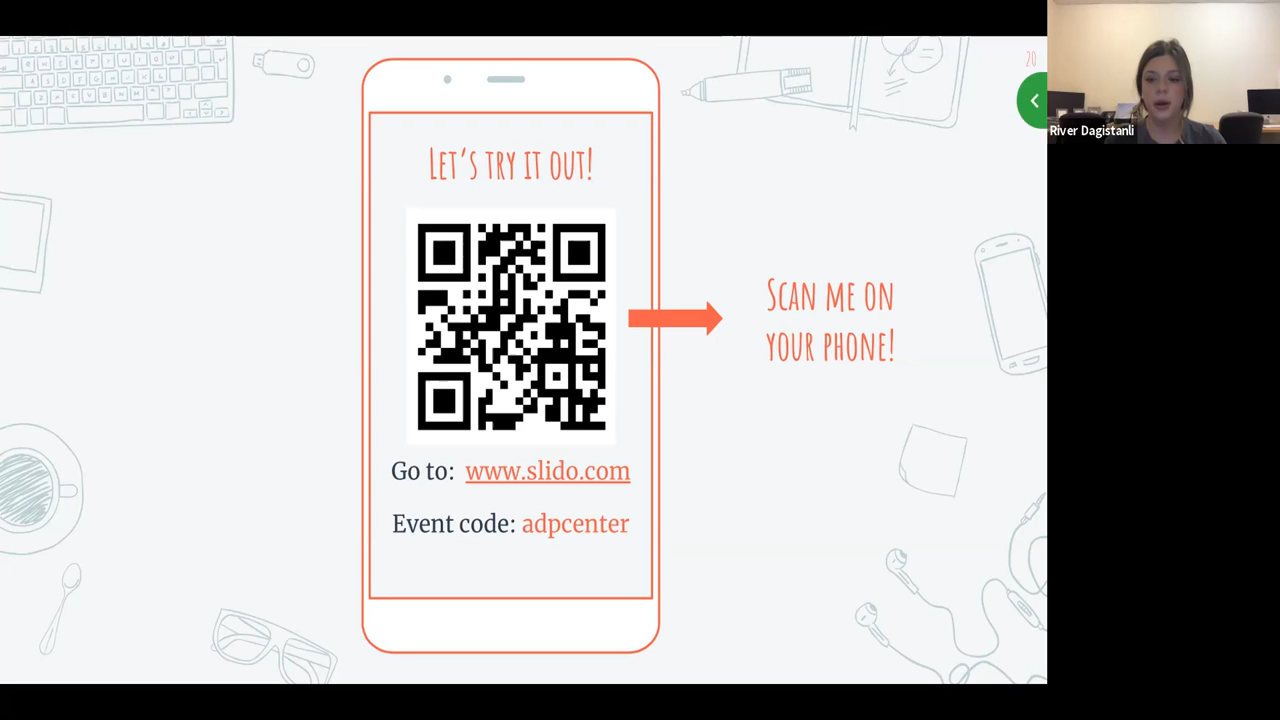 20
River Dagistanli
LET'S TRY IT OUT!
SCAN ME ON
YOUR PHONE!
Go to: www.slido.com
Event code: adpcenter